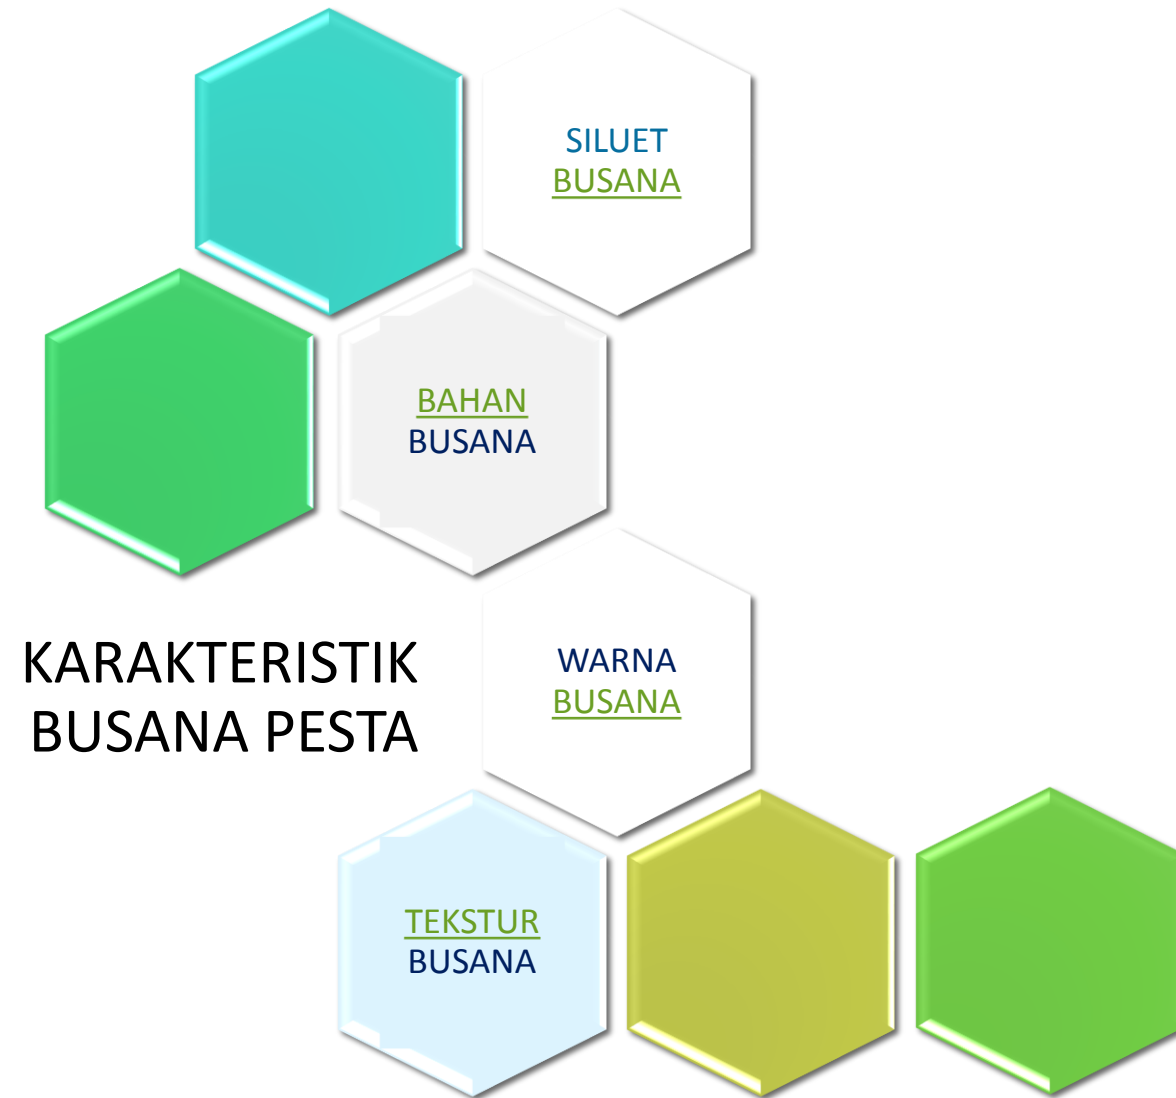 SILUET
BUSANA
BAHAN
BUSANA
KARAKTERISTIK
BUSANA PESTA
WARNA
BUSANA
TEKSTUR
BUSANA